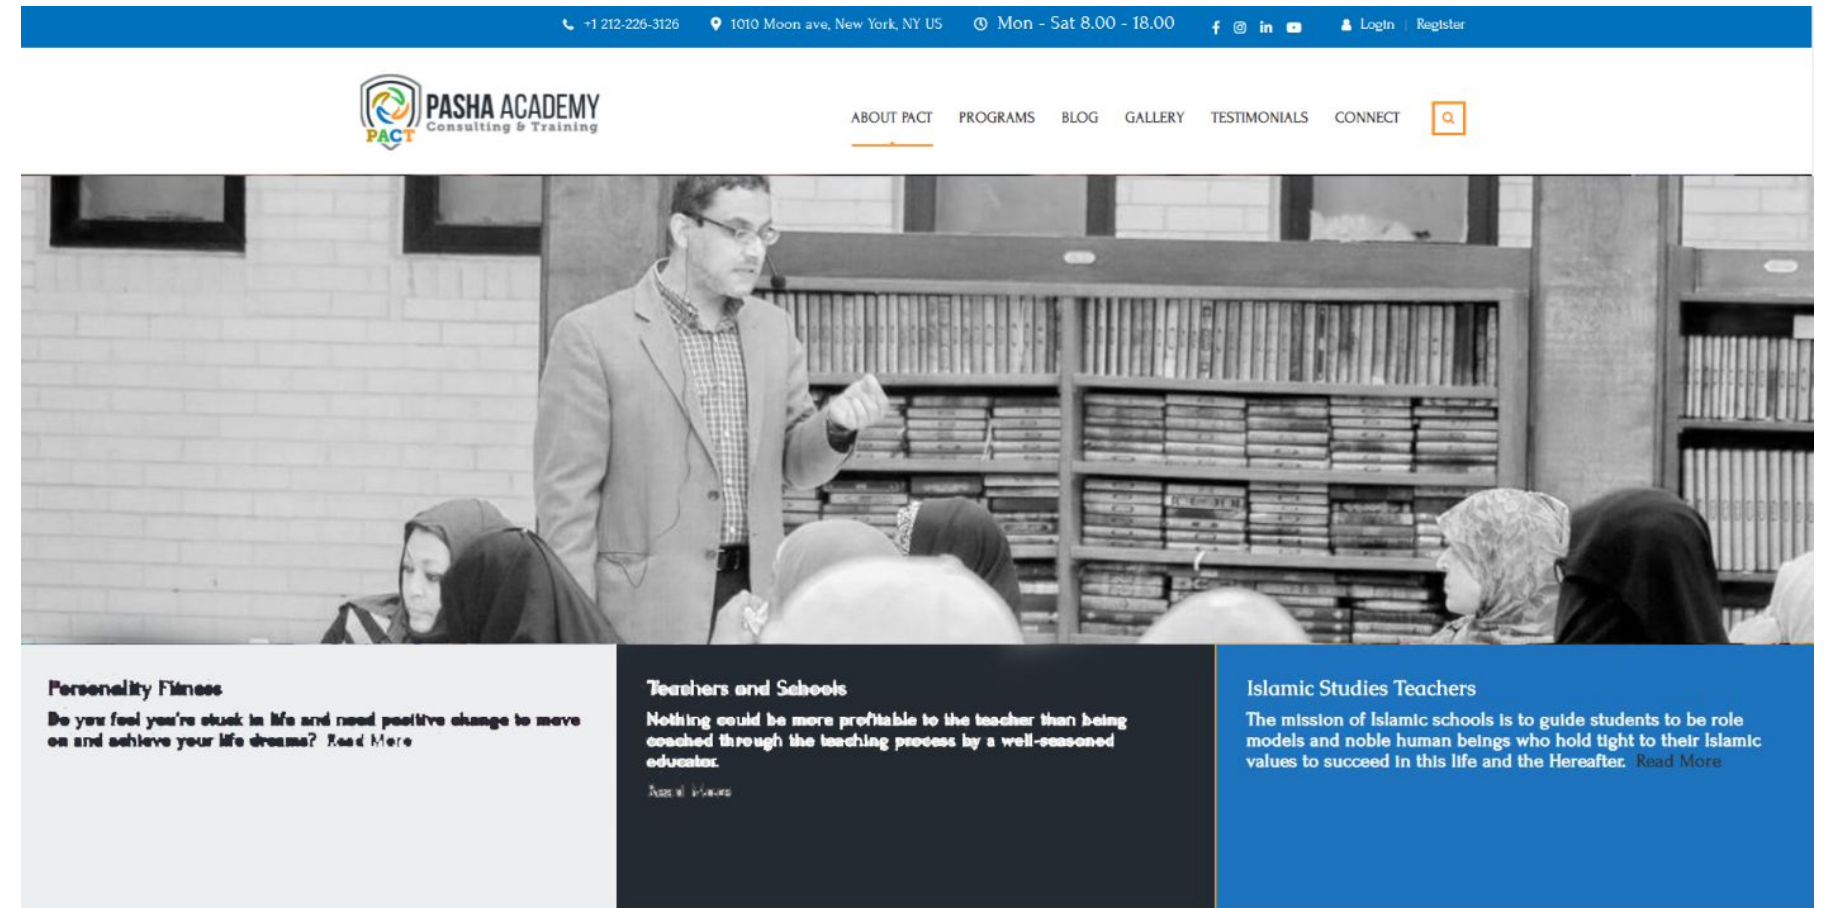 +1 212-226-3126 1010 Moon ave, New York, NY US Mon - Sat 8.00 - 18.00 Login | Register
PASHA ACADEMY
Consulting & Training
PACT
ABOUT PACT PROGRAMS BLOG GALLERY TESTIMONIALS CONNECT
Personality Fitness
Do you feel you're stuck in life and need positive change to move
on and achieve your life dreams? Read More
Teachers and Schools
Nothing could be more profitable to the teacher than being
coached through the teaching process by a well-seasoned
educator.
Read More
Islamic Studies Teachers
The mission of Islamic schools is to guide students to be role
models and noble human beings who hold tight to their Islamic
values to succeed in this life and the Hereafter. Read More